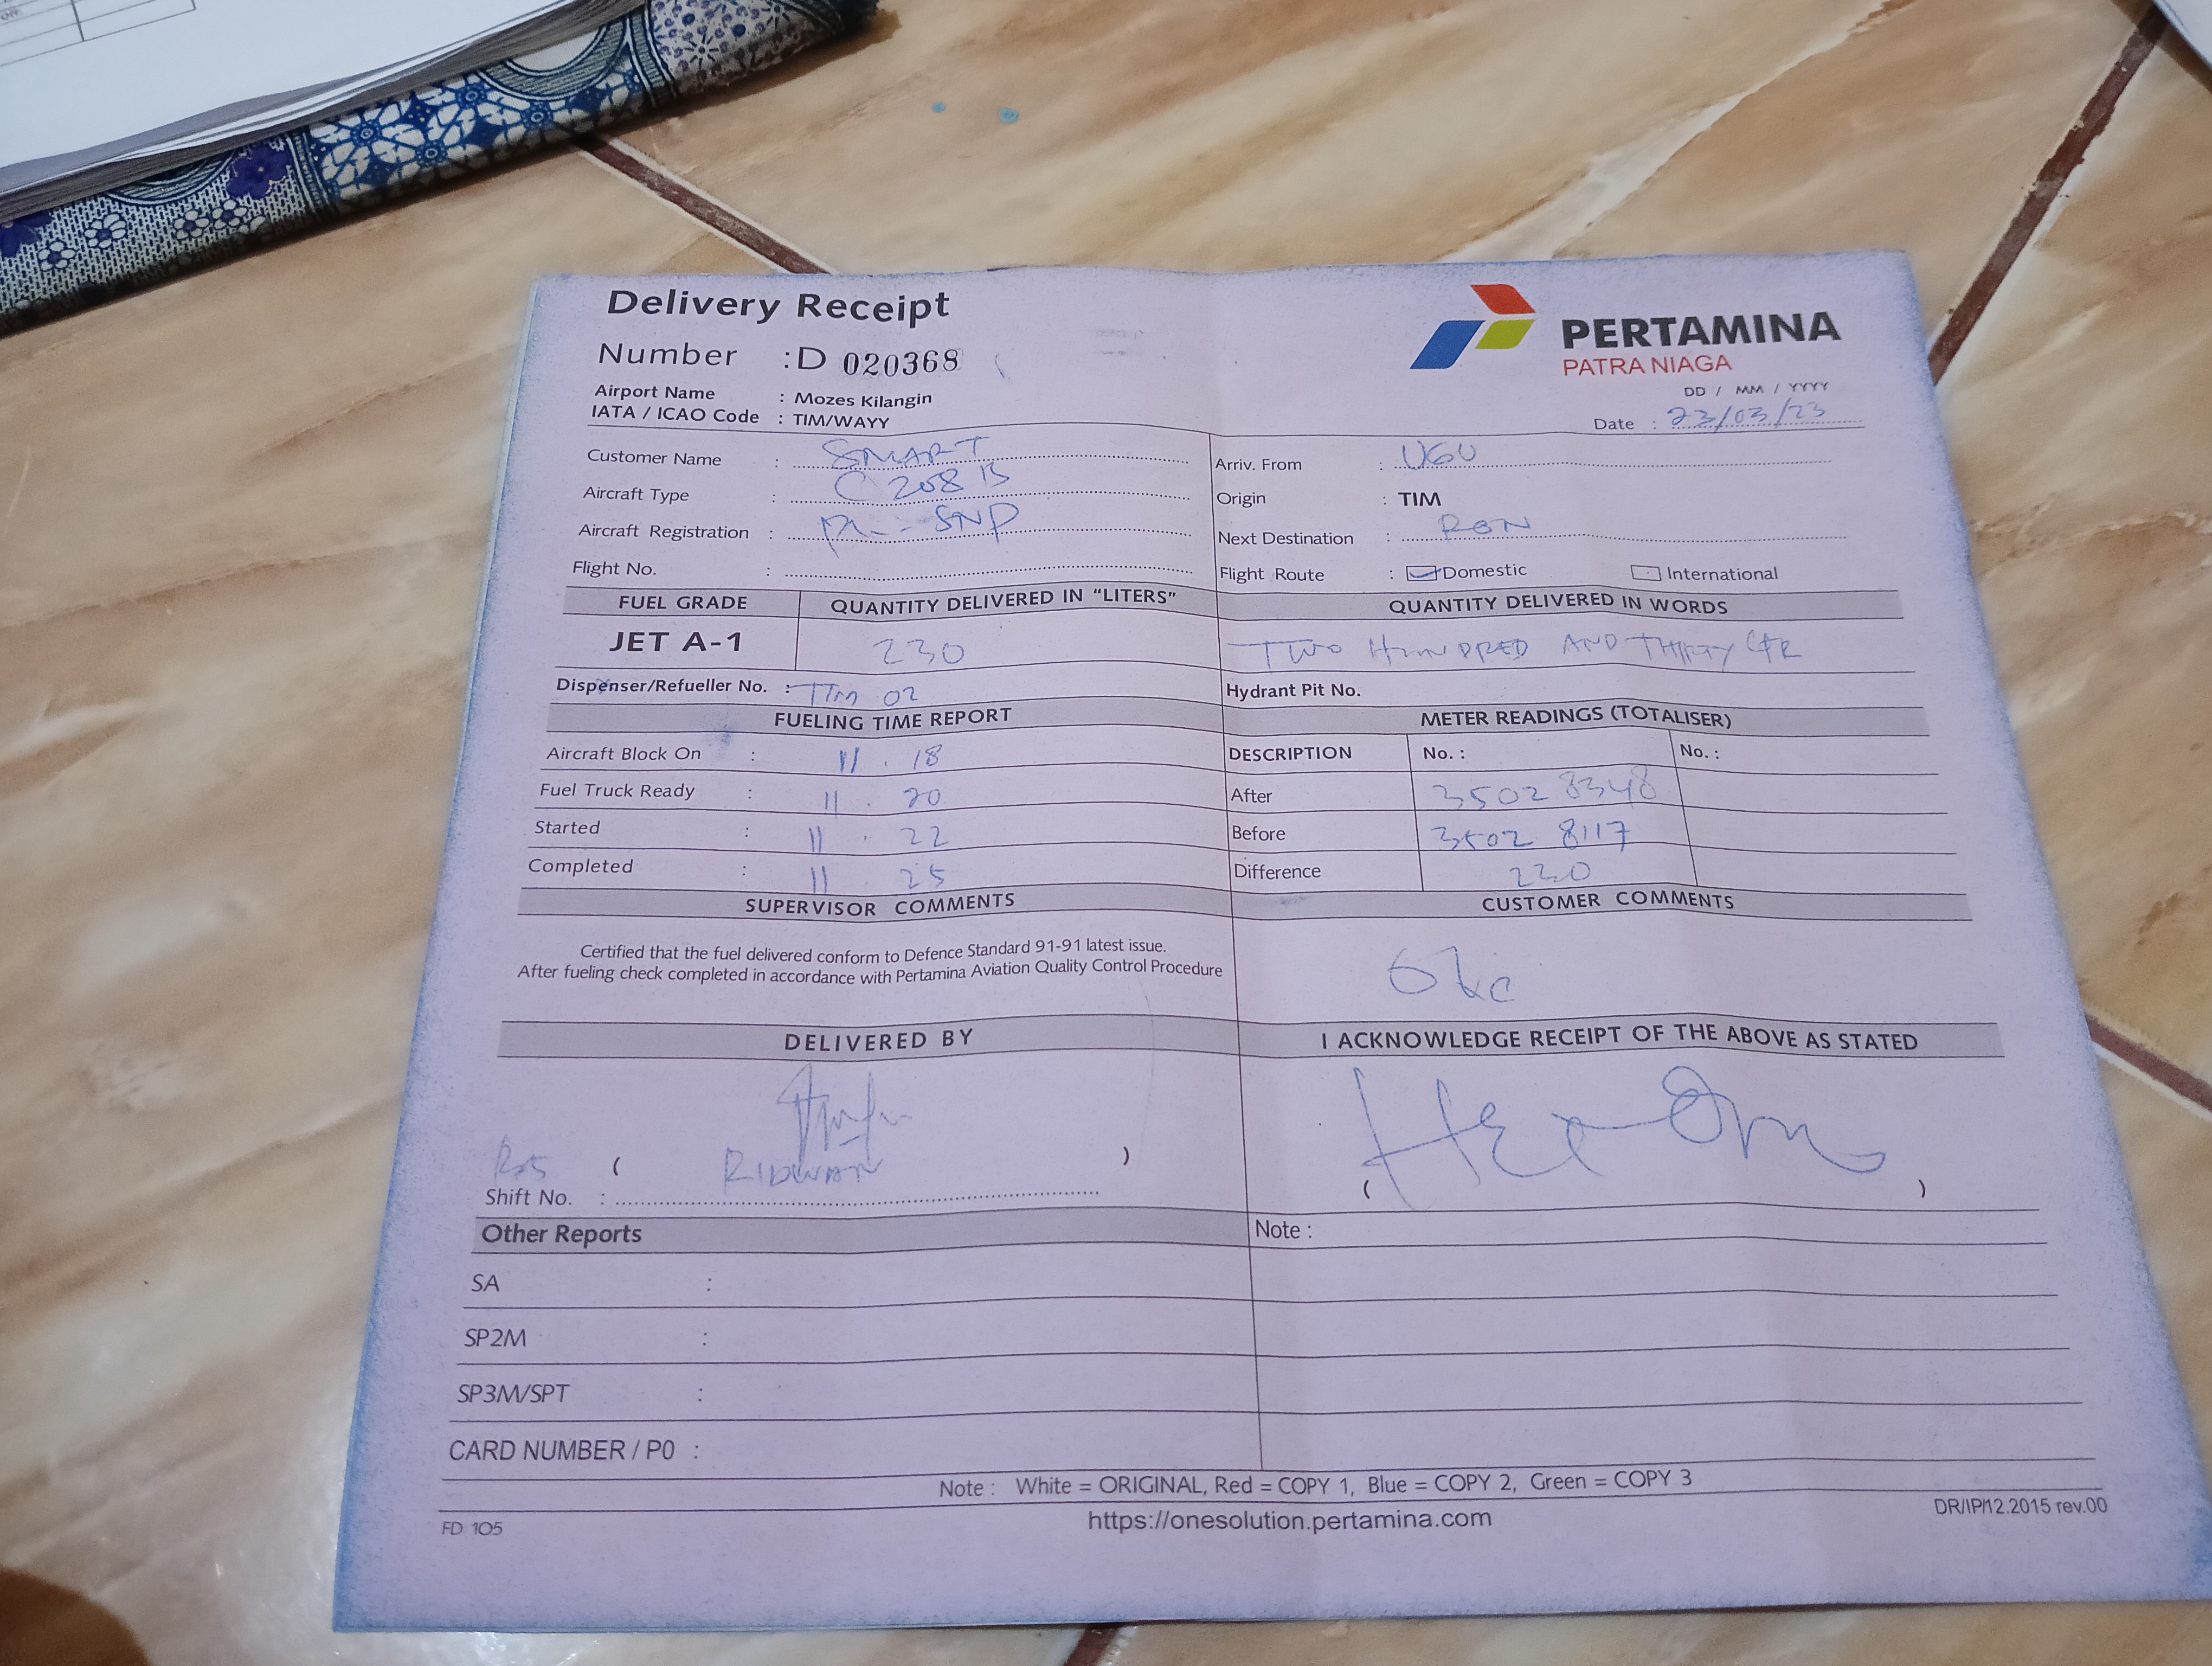 Delivery Receipt
PERTAMINA
PATRA NIAGA
Number : D 020368
DD / MM / YYYY
Date : 23/03/23
Airport Name : Mozes Kilangin
IATA / ICAO Code : TIM/WAYY
Customer Name : SMART
Arriv. From : UGU
Aircraft Type : C 208 B
Origin : TIM
Aircraft Registration : PK - SNP
Next Destination : RON
Flight No. :
Flight Route : Domestic International
FUEL GRADE QUANTITY DELIVERED IN "LITERS" QUANTITY DELIVERED IN WORDS
JET A-1 230 TWO HUNDRED AND THIRTY LTR
Dispenser/Refueller No. : TIM 02
Hydrant Pit No.
FUELING TIME REPORT METER READINGS (TOTALISER)
Aircraft Block On : 11 . 18
DESCRIPTION No. : No. :
Fuel Truck Ready : 11 . 20
After 35028348
Started : 11 . 22
Before 3502 8117
Completed : 11 25
Difference 230
SUPERVISOR COMMENTS CUSTOMER COMMENTS
Certified that the fuel delivered conform to Defence Standard 91-91 latest issue.
After fueling check completed in accordance with Pertamina Aviation Quality Control Procedure
DELIVERED BY I ACKNOWLEDGE RECEIPT OF THE ABOVE AS STATED
( RIDWAN ) ( )
Shift No. :
Other Reports Note :
SA :
SP2M :
SP3M/SPT :
CARD NUMBER / P0 :
Note : White = ORIGINAL, Red = COPY 1, Blue = COPY 2, Green = COPY 3
FD 105 https://onesolution.pertamina.com DR/IP/12.2015 rev.00